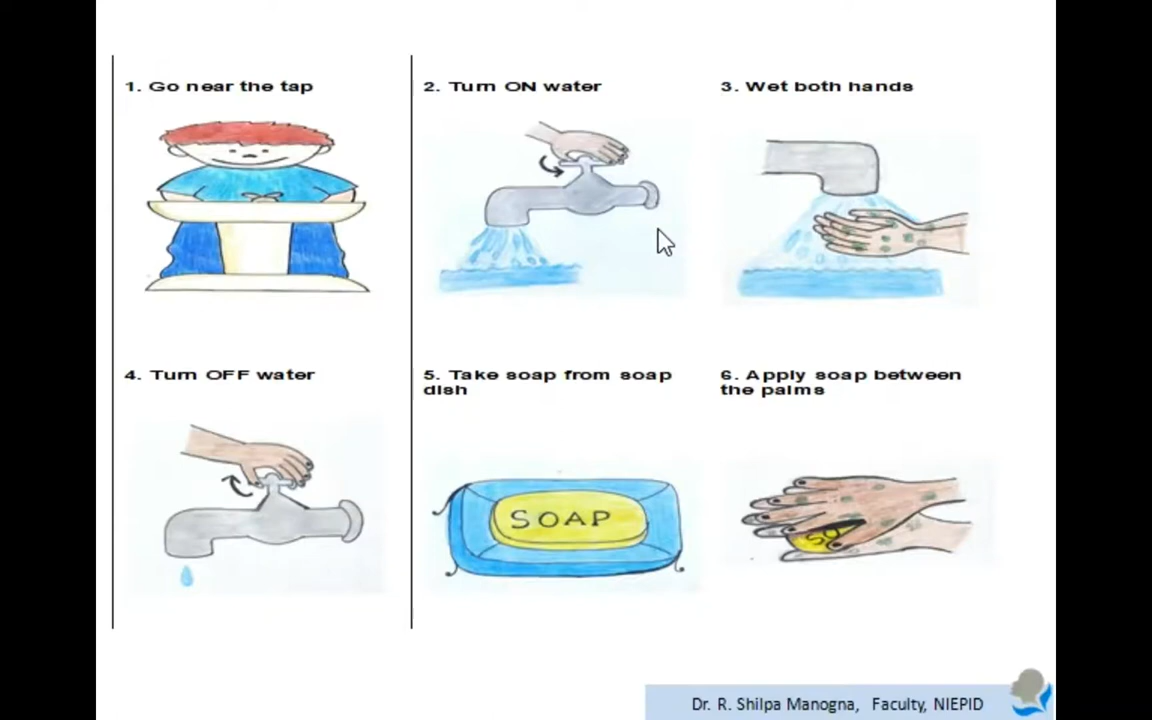 1. Go near the tap
2. Turn ON water
3. Wet both hands
4. Turn OFF water
5. Take soap from soap
dish
SOAP
6. Apply soap between
the palms
SO
Dr. R. Shilpa Manogna, Faculty, NIEPID